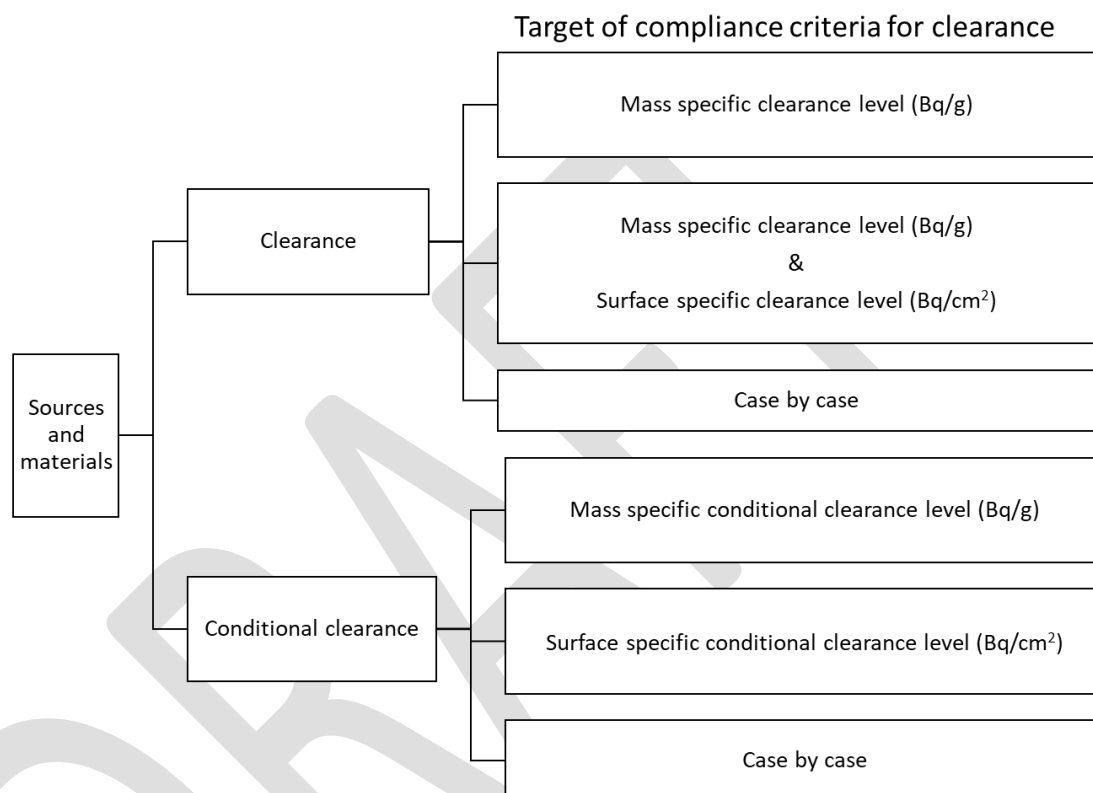 Target of compliance criteria for clearance
Mass specific clearance level (Bq/g)
Clearance
Mass specific clearance level (Bq/g)
&
Surface specific clearance level (Bq/cm²)
Case by case
Sources
and
materials
Mass specific conditional clearance level (Bq/g)
Conditional clearance
Surface specific conditional clearance level (Bq/cm²)
Case by case
DRAFT